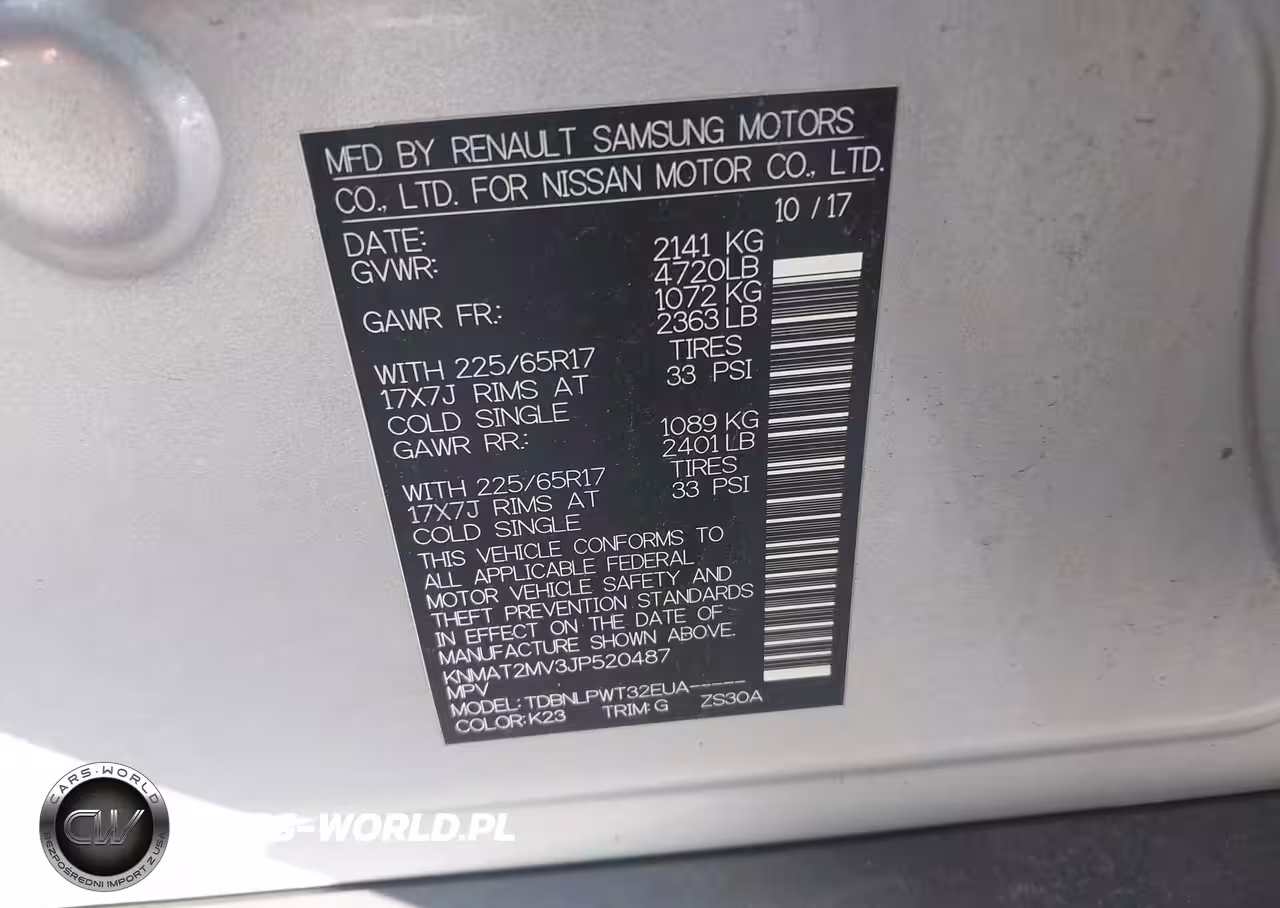 MFD BY RENAULT SAMSUNG MOTORS
CO., LTD. FOR NISSAN MOTOR CO., LTD.
DATE: 10 / 17
GVWR: 2141 KG
4720LB
GAWR FR.: 1072 KG
2363 LB
WITH 225/65R17 TIRES
17X7J RIMS AT 33 PSI
COLD SINGLE
GAWR RR.: 1089 KG
2401 LB
WITH 225/65R17 TIRES
17X7J RIMS AT 33 PSI
COLD SINGLE
THIS VEHICLE CONFORMS TO
ALL APPLICABLE FEDERAL
MOTOR VEHICLE SAFETY AND
THEFT PREVENTION STANDARDS
IN EFFECT ON THE DATE OF
MANUFACTURE SHOWN ABOVE.
KNMAT2MV3JP520487
MPV
MODEL: TDBNLPWT32EUA-----
COLOR: K23 TRIM: G ZS30A
CARS-WORLD
CW
BEZPOŚREDNI IMPORT Z USA
S-WORLD.PL